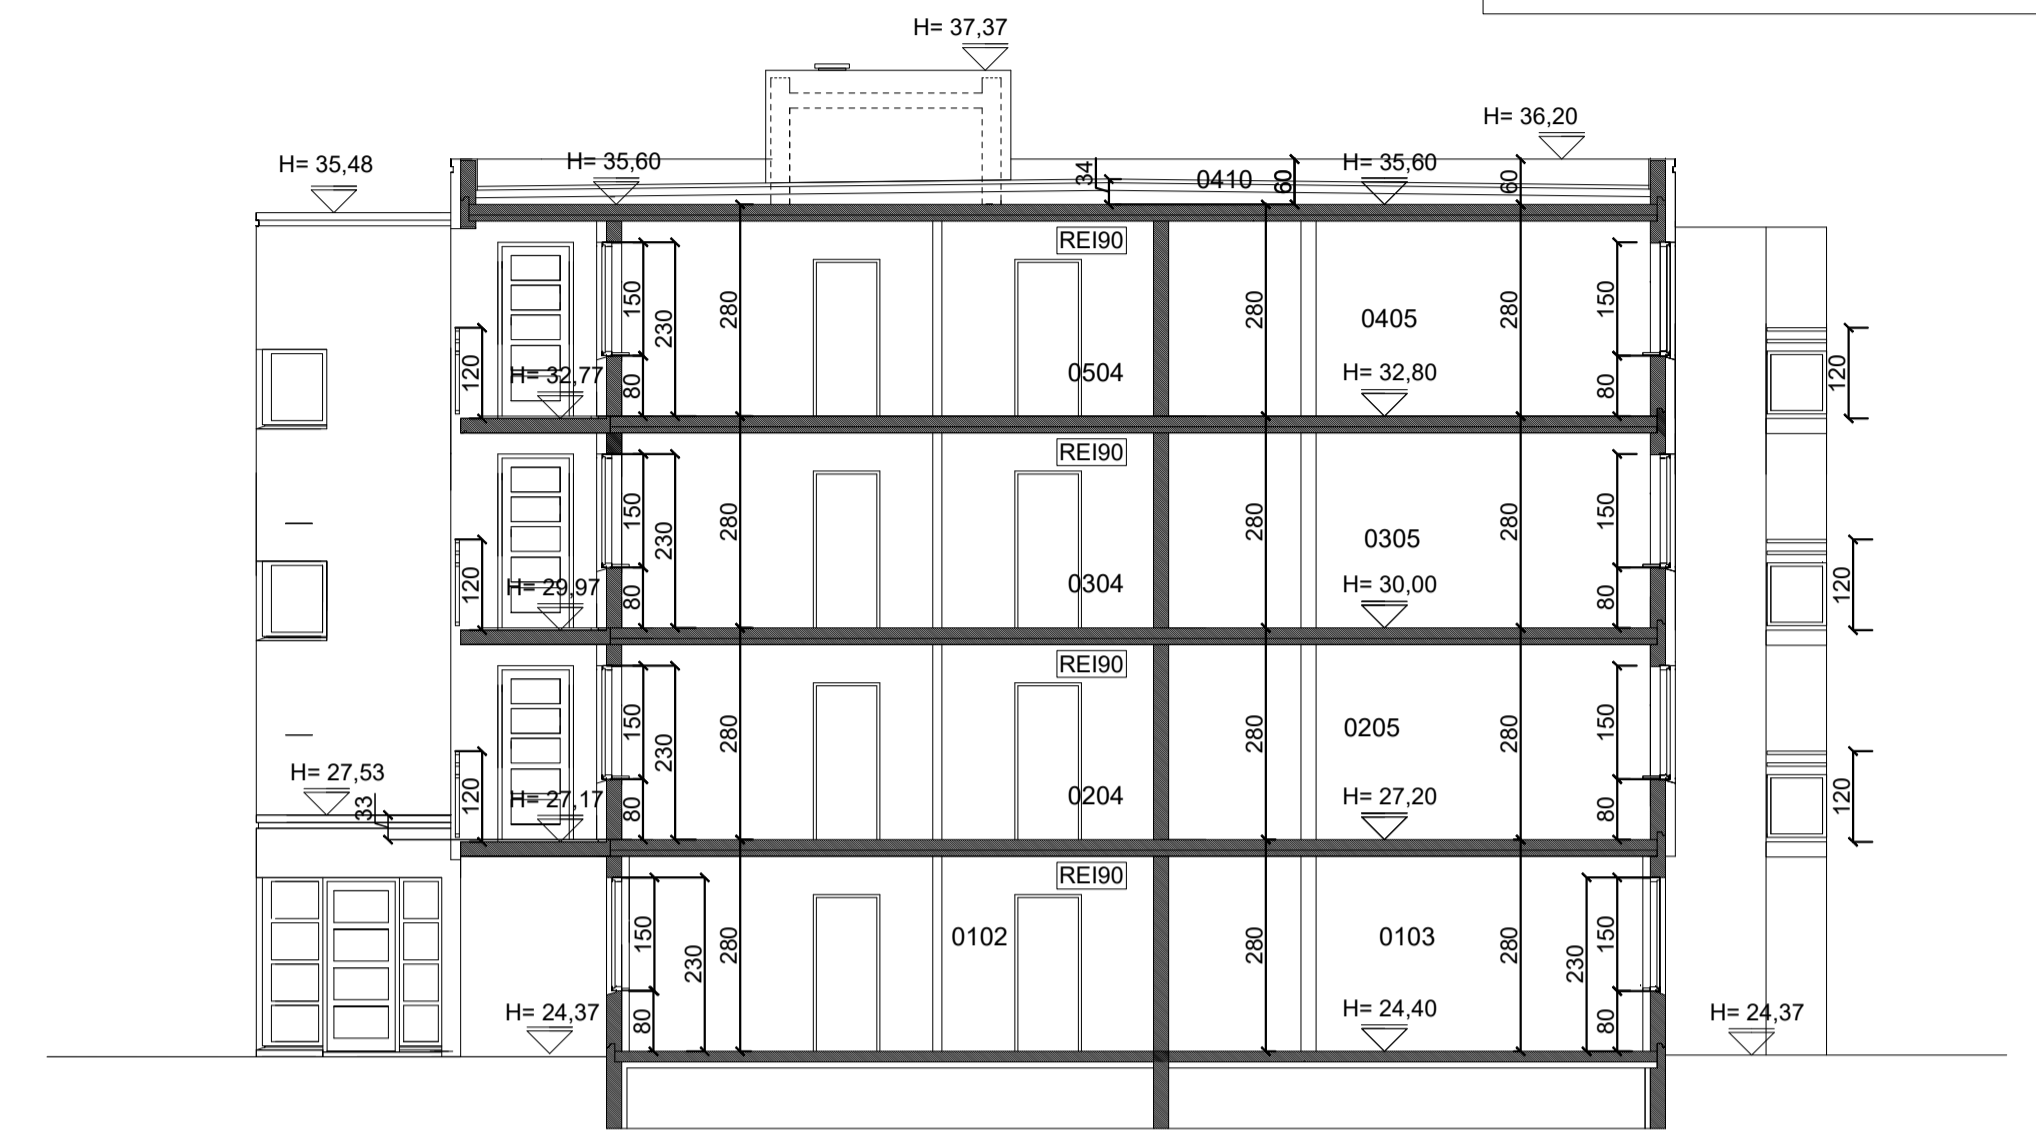 H= 37,37
H= 36,20
H= 35,48
H= 35,60
34
0410
60
H= 35,60
60
REI90
150
230
280
280
0405
280
150
120
H= 32,77
80
0504
H= 32,80
80
120
REI90
150
230
280
280
0305
280
150
120
H= 29,97
80
0304
H= 30,00
80
120
REI90
150
230
280
280
0205
280
150
H= 27,53
33
120
H= 27,17
80
0204
H= 27,20
80
120
REI90
150
230
280
0102
280
0103
280
230
150
H= 24,37
80
H= 24,40
80
H= 24,37